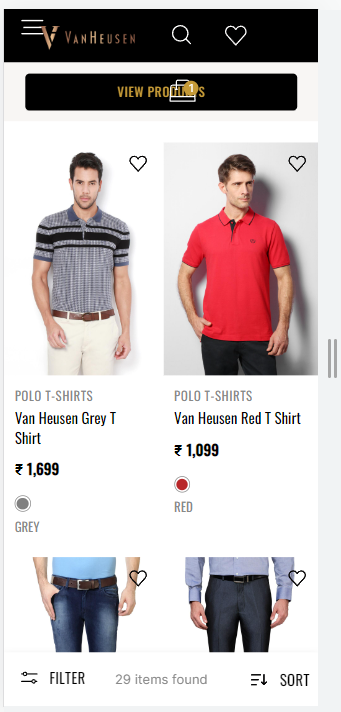 VANHEUSEN
VIEW PRODUCTS
1
POLO T-SHIRTS
Van Heusen Grey T
Shirt
₹ 1,699
GREY
POLO T-SHIRTS
Van Heusen Red T Shirt
₹ 1,099
RED
FILTER
29 items found
SORT